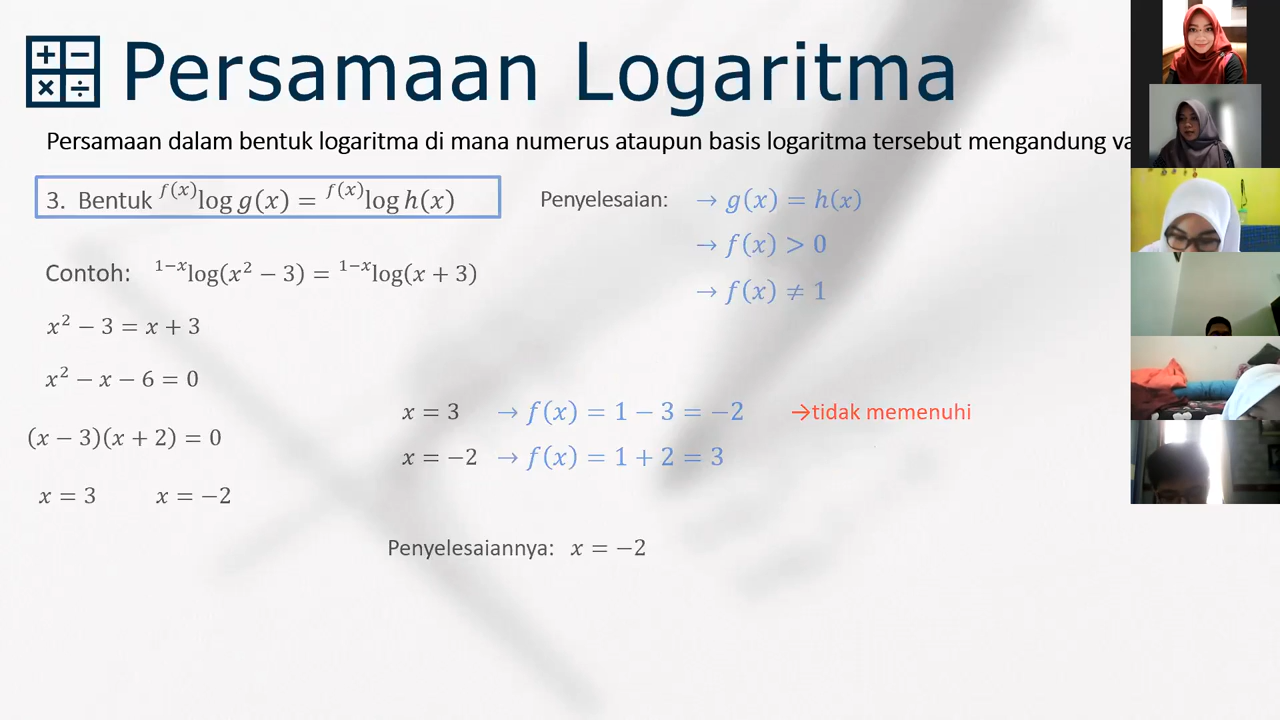 Persamaan Logaritma
Persamaan dalam bentuk logaritma di mana numerus ataupun basis logaritma tersebut mengandung
3. Bentuk ᶠ⁽ˣ⁾log g(x) = ᶠ⁽ˣ⁾log h(x)
Penyelesaian: → g(x) = h(x)
→ f(x) > 0
→ f(x) ≠ 1
Contoh: ¹⁻ˣlog(x² − 3) = ¹⁻ˣlog(x + 3)
x² − 3 = x + 3
x² − x − 6 = 0
(x − 3)(x + 2) = 0
x = 3 x = −2
x = 3 → f(x) = 1 − 3 = −2 →tidak memenuhi
x = −2 → f(x) = 1 + 2 = 3
Penyelesaiannya: x = −2